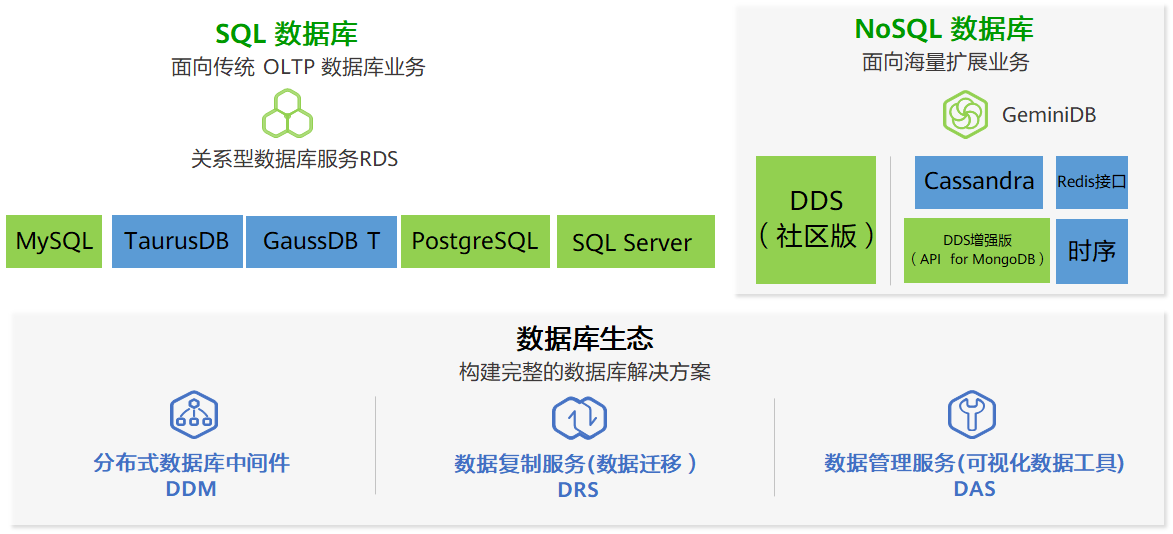 SQL 数据库
面向传统 OLTP 数据库业务
关系型数据库服务RDS
MySQL
TaurusDB
GaussDB T
PostgreSQL
SQL Server
NoSQL 数据库
面向海量扩展业务
GeminiDB
DDS
（社区版）
Cassandra
Redis接口
DDS增强版
（API for MongoDB）
时序
数据库生态
构建完整的数据库解决方案
分布式数据库中间件
DDM
数据复制服务(数据迁移）
DRS
数据管理服务(可视化数据工具)
DAS